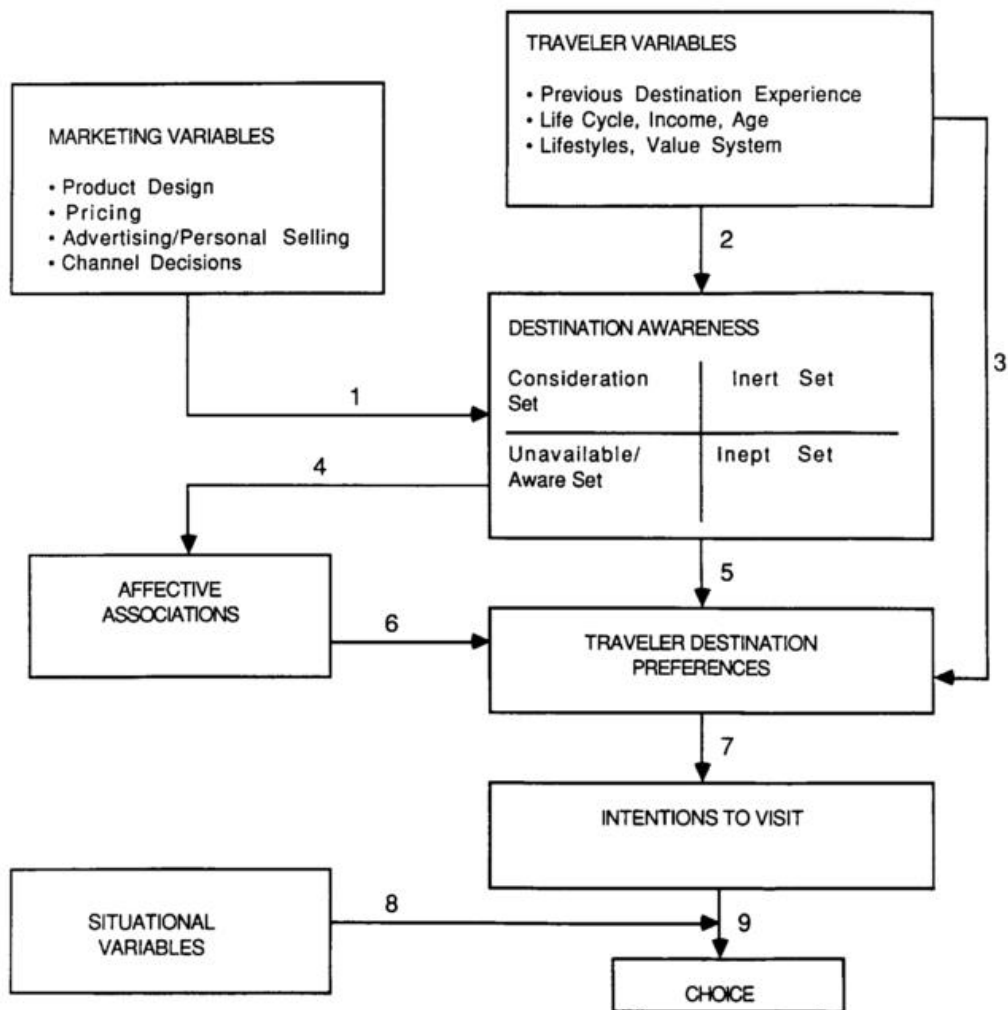 TRAVELER VARIABLES
• Previous Destination Experience
• Life Cycle, Income, Age
• Lifestyles, Value System
MARKETING VARIABLES
• Product Design
• Pricing
• Advertising/Personal Selling
• Channel Decisions
2
3
1
DESTINATION AWARENESS
Consideration
Set
Inert Set
Unavailable/
Aware Set
Inept Set
4
5
AFFECTIVE
ASSOCIATIONS
6
TRAVELER DESTINATION
PREFERENCES
7
INTENTIONS TO VISIT
SITUATIONAL
VARIABLES
8
9
CHOICE